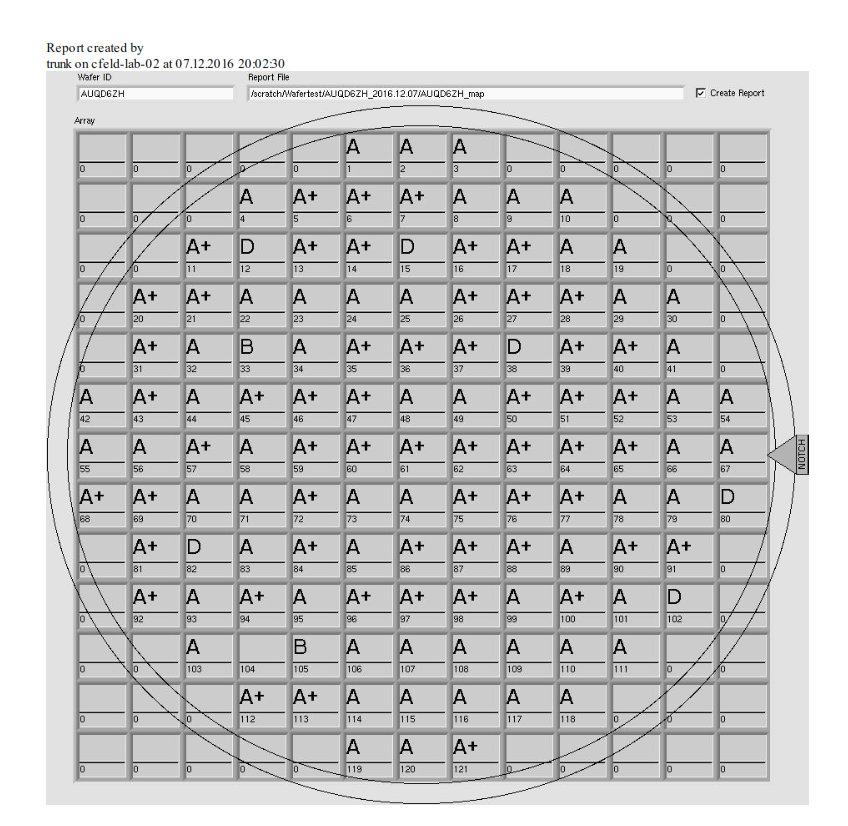 Report created by
trunk on cfeld-lab-02 at 07.12.2016 20:02:30
Wafer ID Report File
AUQD6ZH /scratch/Wafertest/AUQD6ZH_2016.12.07/AUQD6ZH_map Create Report
Array
A A A
0 0 0 0 0 1 2 3 0 0 0 0 0
A A+ A+ A+ A A A
0 0 0 4 5 6 7 8 9 10 0 0 0
A+ D A+ A+ D A+ A+ A A
0 0 11 12 13 14 15 16 17 18 19 0 0
A+ A+ A A A A A+ A+ A+ A A
0 20 21 22 23 24 25 26 27 28 29 30 0
A+ A B A A+ A+ A+ D A+ A+ A
0 31 32 33 34 35 36 37 38 39 40 41 0
A A+ A A+ A+ A+ A A A+ A+ A+ A A
42 43 44 45 46 47 48 49 50 51 52 53 54
A A A+ A A+ A+ A+ A+ A+ A+ A+ A A
55 56 57 58 59 60 61 62 63 64 65 66 67
NOTCH
A+ A+ A A A+ A A A+ A+ A+ A A D
68 69 70 71 72 73 74 75 76 77 78 79 80
A+ D A A+ A A+ A+ A+ A A+ A+
0 81 82 83 84 85 86 87 88 89 90 91 0
A+ A A+ A A+ A+ A+ A A+ A D
0 92 93 94 95 96 97 98 99 100 101 102 0
A B A A A A A A
0 0 103 104 105 106 107 108 109 110 111 0 0
A+ A+ A A A A A
0 0 0 112 113 114 115 116 117 118 0 0 0
A A A+
0 0 0 0 0 119 120 121 0 0 0 0 0